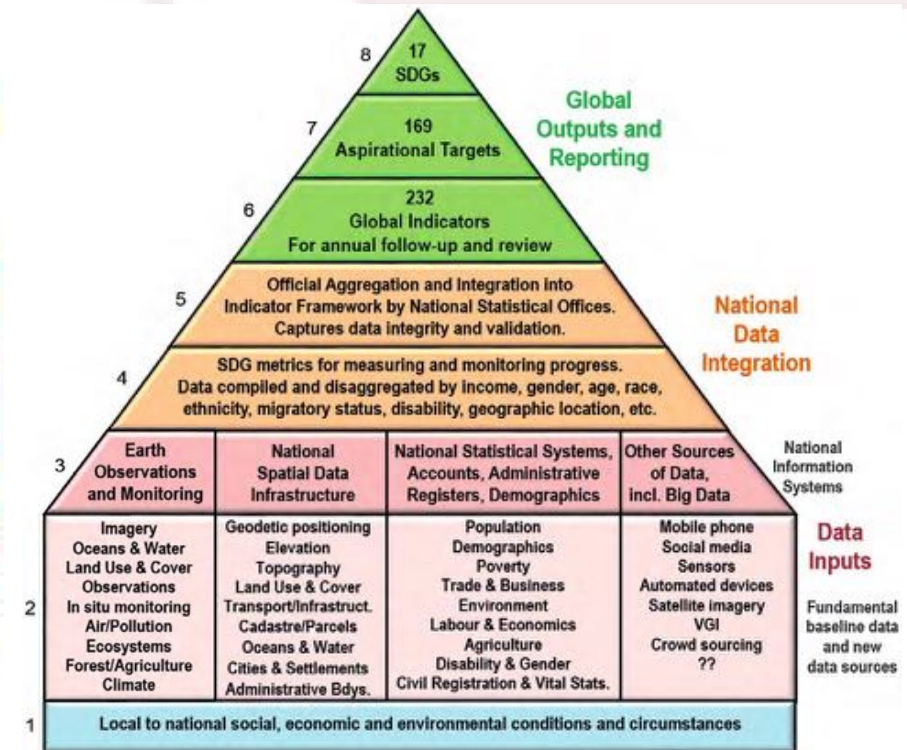 8
17
SDGs
7
169
Aspirational Targets
Global
Outputs and
Reporting
6
232
Global Indicators
For annual follow-up and review
5
Official Aggregation and Integration into
Indicator Framework by National Statistical Offices.
Captures data integrity and validation.
National
Data
Integration
4
SDG metrics for measuring and monitoring progress.
Data compiled and disaggregated by income, gender, age, race,
ethnicity, migratory status, disability, geographic location, etc.
3
Earth
Observations
and Monitoring
National
Spatial Data
Infrastructure
National Statistical Systems,
Accounts, Administrative
Registers, Demographics
Other Sources
of Data,
incl. Big Data
National
Information
Systems
2
Imagery
Oceans & Water
Land Use & Cover
Observations
In situ monitoring
Air/Pollution
Ecosystems
Forest/Agriculture
Climate
Geodetic positioning
Elevation
Topography
Land Use & Cover
Transport/Infrastruct.
Cadastre/Parcels
Oceans & Water
Cities & Settlements
Administrative Bdys.
Population
Demographics
Poverty
Trade & Business
Environment
Labour & Economics
Agriculture
Disability & Gender
Civil Registration & Vital Stats.
Mobile phone
Social media
Sensors
Automated devices
Satellite imagery
VGI
Crowd sourcing
??
Data
Inputs
Fundamental
baseline data
and new
data sources
1
Local to national social, economic and environmental conditions and circumstances